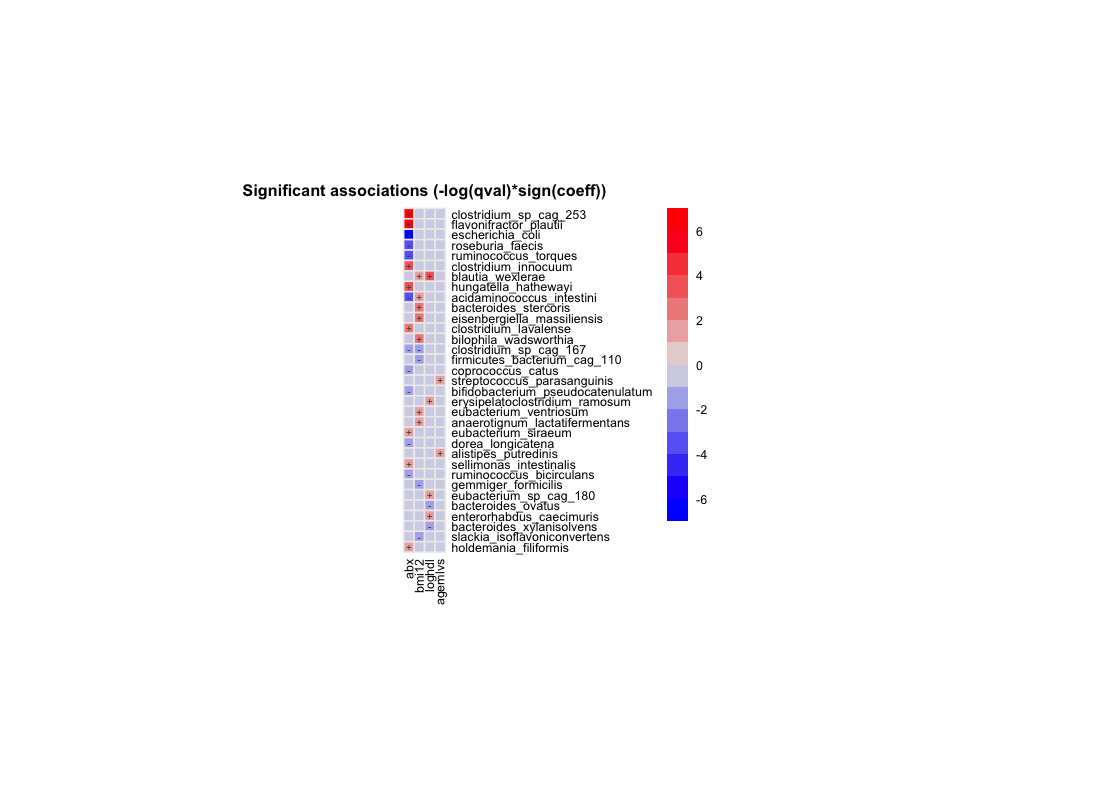 Significant associations (-log(qval)*sign(coeff))
+ clostridium_sp_cag_253
+ flavonifractor_plautii
escherichia_coli
- roseburia_faecis
- ruminococcus_torques
+ clostridium_innocuum
+ + blautia_wexlerae
+ hungatella_hathewayi
- + acidaminococcus_intestini
+ bacteroides_stercoris
+ eisenbergiella_massiliensis
+ clostridium_lavalense
+ bilophila_wadsworthia
- - clostridium_sp_cag_167
- firmicutes_bacterium_cag_110
- coprococcus_catus
+ streptococcus_parasanguinis
- bifidobacterium_pseudocatenulatum
+ erysipelatoclostridium_ramosum
+ eubacterium_ventriosum
+ anaerotignum_lactatifermentans
+ eubacterium_siraeum
- dorea_longicatena
+ alistipes_putredinis
+ sellimonas_intestinalis
- ruminococcus_bicirculans
- gemmiger_formicilis
+ eubacterium_sp_cag_180
- bacteroides_ovatus
+ enterorhabdus_caecimuris
- bacteroides_xylanisolvens
- slackia_isoflavoniconvertens
+ holdemania_filiformis
abx
bmi12
loghdl
agemlvs
6
4
2
0
-2
-4
-6